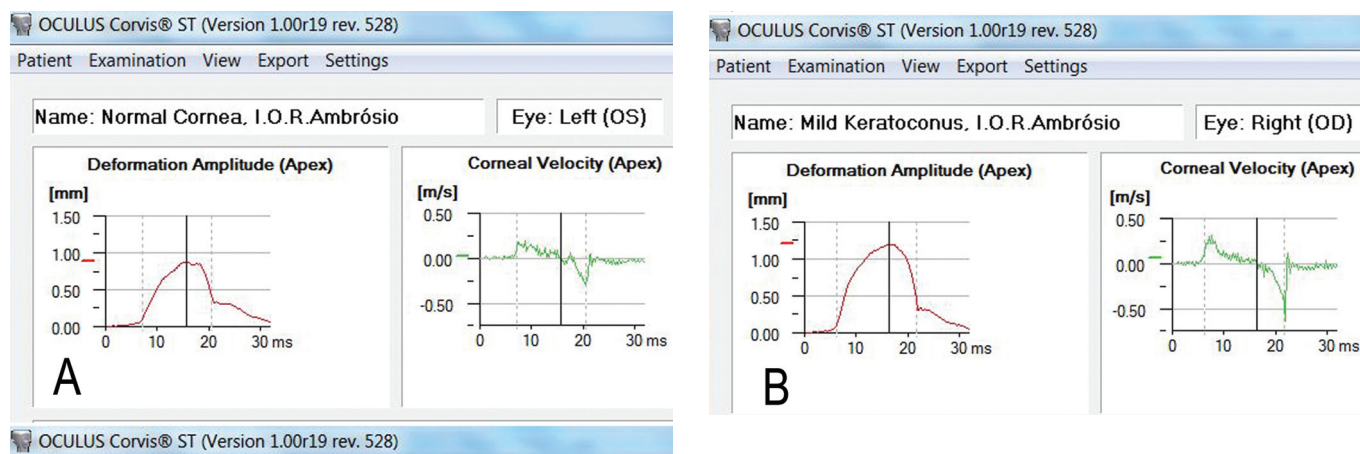 OCULUS Corvis® ST (Version 1.00r19 rev. 528)
Patient Examination View Export Settings
Name: Normal Cornea, I.O.R.Ambrósio
Eye: Left (OS)
Deformation Amplitude (Apex)
[mm]
1.50
1.00
0.50
0.00
0 10 20 30 ms
Corneal Velocity (Apex)
[m/s]
0.50
0.00
-0.50
0 10 20 30 ms
A
OCULUS Corvis® ST (Version 1.00r19 rev. 528)
OCULUS Corvis® ST (Version 1.00r19 rev. 528)
Patient Examination View Export Settings
Name: Mild Keratoconus, I.O.R.Ambrósio
Eye: Right (OD)
Deformation Amplitude (Apex)
[mm]
1.50
1.00
0.50
0.00
0 10 20 30 ms
Corneal Velocity (Apex)
[m/s]
0.50
0.00
-0.50
0 10 20 30 ms
B